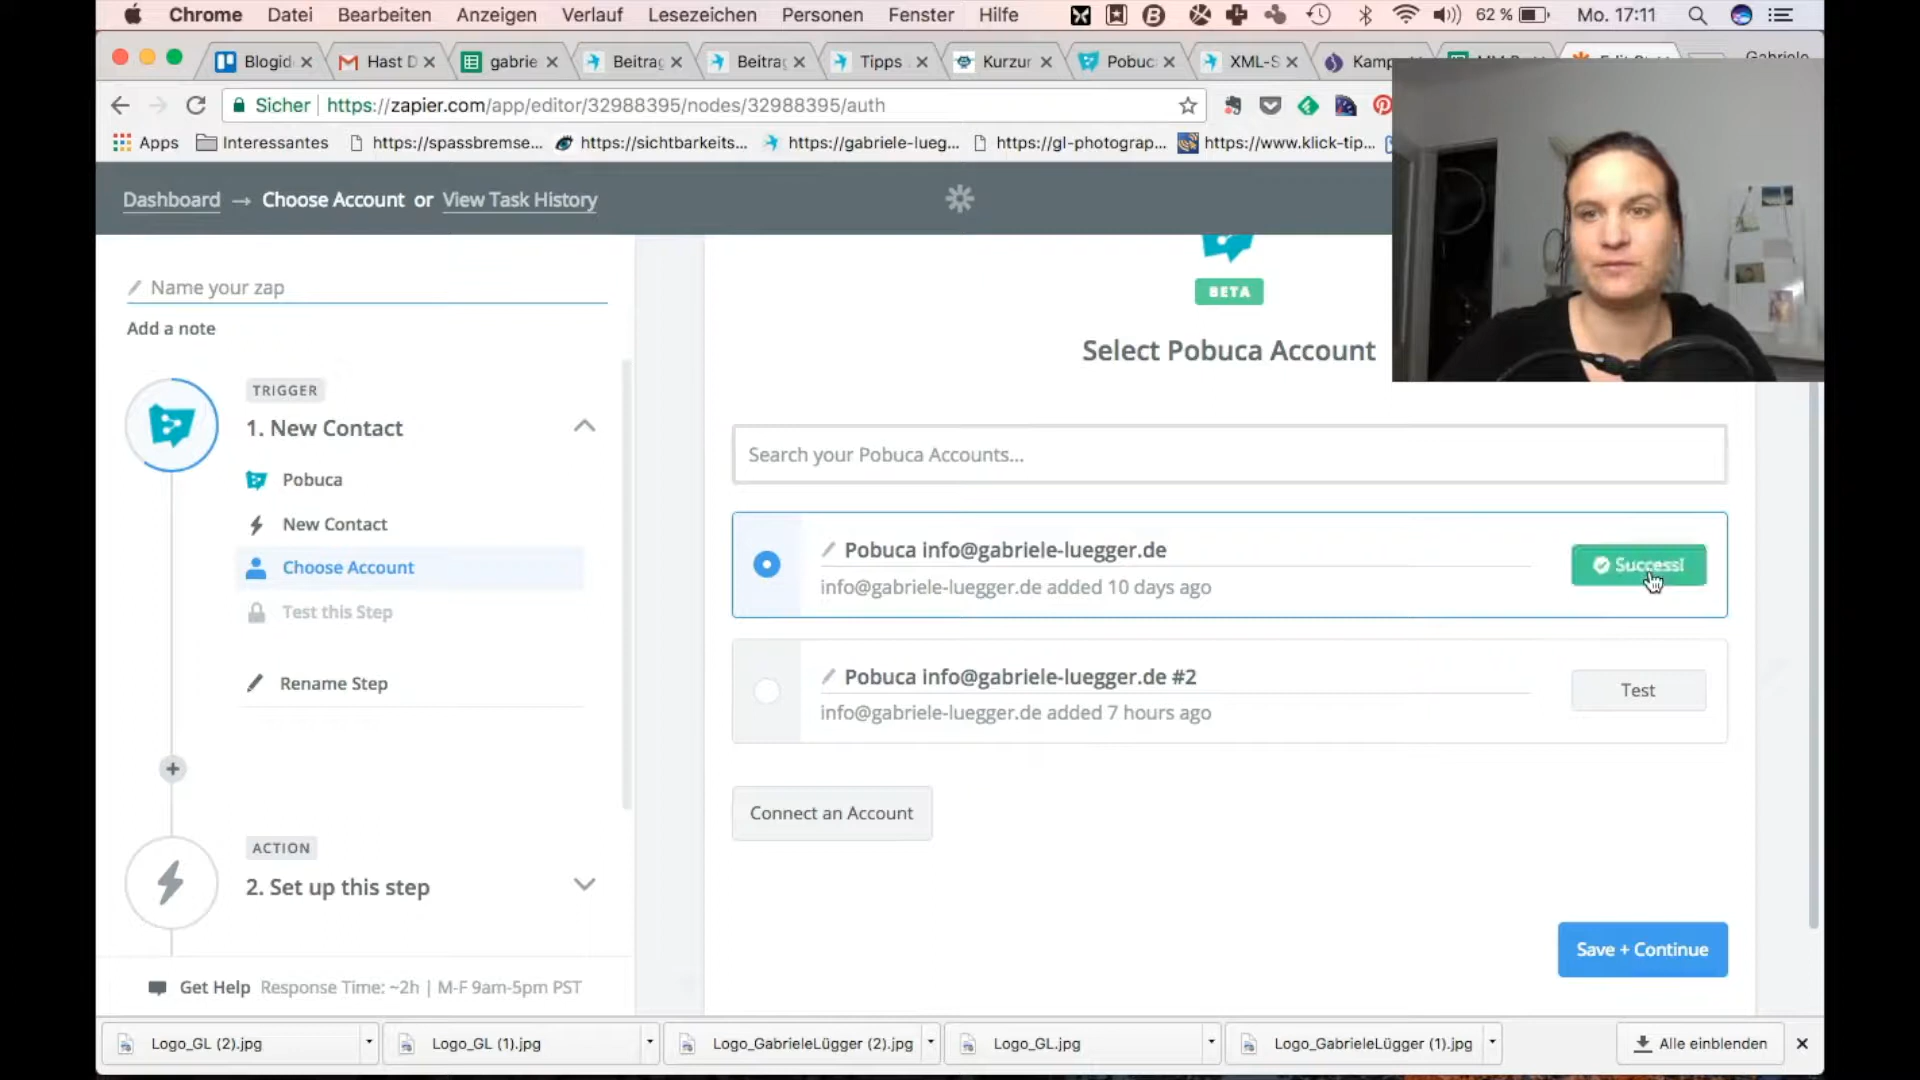 Chrome Datei Bearbeiten Anzeigen Verlauf Lesezeichen Personen Fenster Hilfe 62 % Mo. 17:11
Blogid Hast D gabrie Beitrag Beitrag Tipps Kurzur Pobuc XML-S Kamp Gabriele
Sicher https://zapier.com/app/editor/32988395/nodes/32988395/auth
Apps Interessantes https://spassbremse... https://sichtbarkeits... https://gabriele-lueg... https://gl-photograp... https://www.klick-tip...
Dashboard → Choose Account or View Task History
Name your zap
Add a note
TRIGGER
1. New Contact
Pobuca
New Contact
Choose Account
Test this Step
Rename Step
+
ACTION
2. Set up this step
Get Help Response Time: ~2h | M-F 9am-5pm PST
BETA
Select Pobuca Account
Search your Pobuca Accounts...
Pobuca info@gabriele-luegger.de
info@gabriele-luegger.de added 10 days ago
Success!
Pobuca info@gabriele-luegger.de #2
info@gabriele-luegger.de added 7 hours ago
Test
Connect an Account
Save + Continue
Logo_GL (2).jpg Logo_GL (1).jpg Logo_GabrieleLügger (2).jpg Logo_GL.jpg Logo_GabrieleLügger (1).jpg Alle einblenden